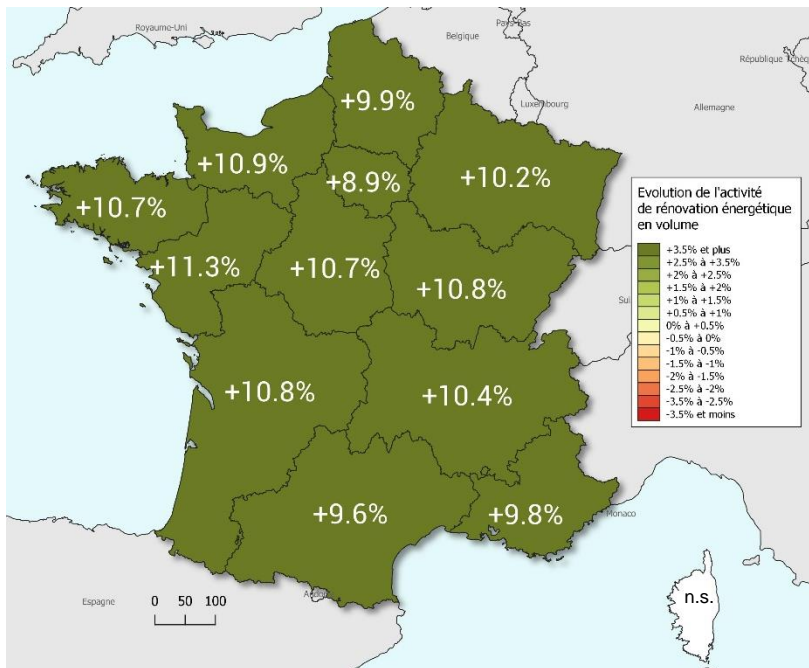 Royaume-Uni
Pays-Bas
Belgique
République Tchèque
Luxembourg
Allemagne
+9.9%
+10.9%
+8.9%
+10.2%
+10.7%
+11.3%
+10.7%
+10.8%
+10.8%
+10.4%
+9.6%
+9.8%
Evolution de l'activité
de rénovation énergétique
en volume
+3.5% et plus
+2.5% à +3.5%
+2% à +2.5%
+1.5% à +2%
+1% à +1.5%
+0.5% à +1%
0% à +0.5%
-0.5% à 0%
-1% à -0.5%
-1.5% à -1%
-2% à -1.5%
-2.5% à -2%
-3.5% à -2.5%
-3.5% et moins
Sui
Monaco
Espagne
0 50 100
n.s.